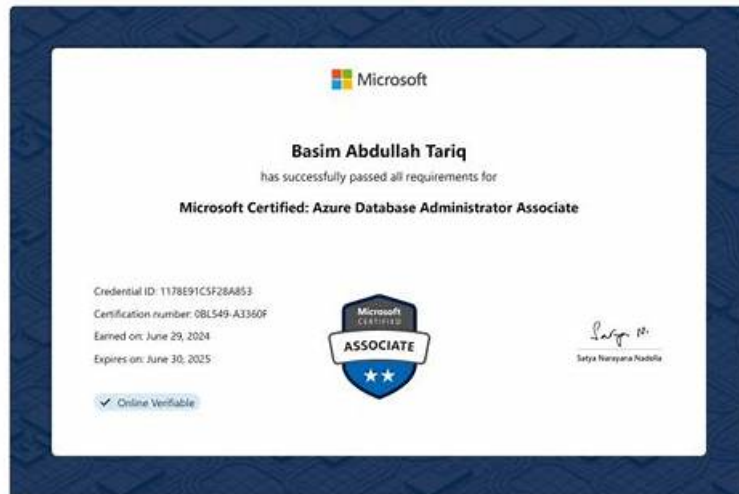 Microsoft
Basim Abdullah Tariq
has successfully passed all requirements for
Microsoft Certified: Azure Database Administrator Associate
Credential ID: 1178E91C5F28A853
Certification number: 0BL549-A3360F
Earned on: June 29, 2024
Expires on: June 30, 2025
Online Verifiable
Microsoft
CERTIFIED
ASSOCIATE
Satya N.
Satya Narayana Nadella